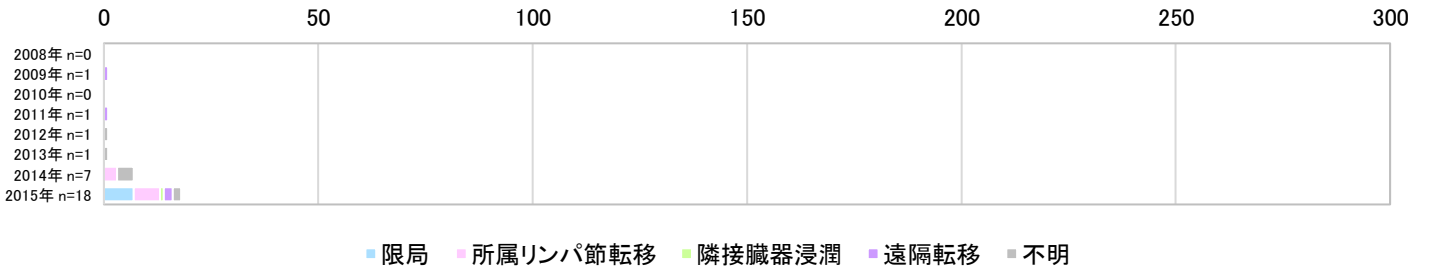 0 50 100 150 200 250 300
2008年 n=0
2009年 n=1
2010年 n=0
2011年 n=1
2012年 n=1
2013年 n=1
2014年 n=7
2015年 n=18
限局 所属リンパ節転移 隣接臓器浸潤 遠隔転移 不明